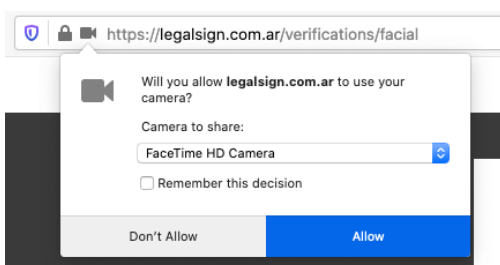 https://legalsign.com.ar/verifications/facial
Will you allow legalsign.com.ar to use your
camera?
Camera to share:
FaceTime HD Camera
Remember this decision
Don't Allow
Allow